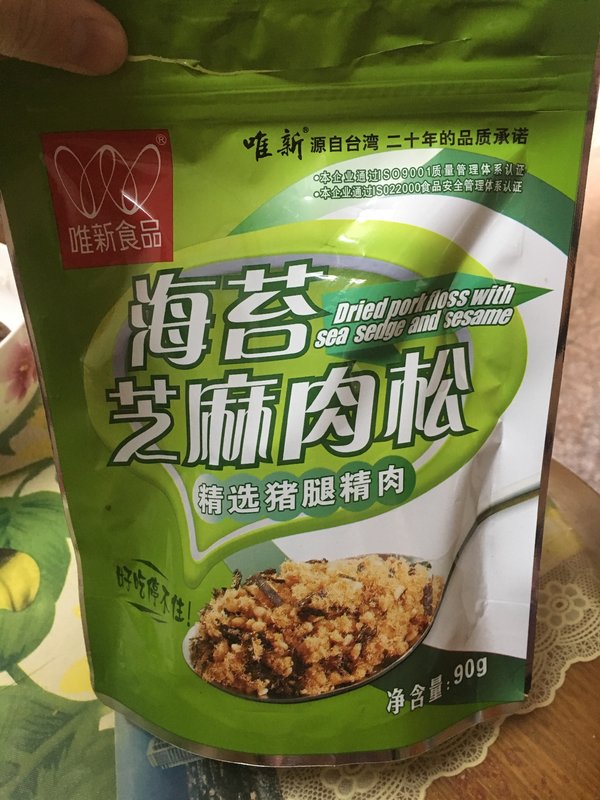 唯新® 源自台湾 二十年的品质承诺
•本企业通过ISO9001质量管理体系认证
•本企业通过ISO22000食品安全管理体系认证
®
唯新食品
海苔
Dried pork floss with
sea sedge and sesame
芝麻肉松
精选猪腿精肉
好吃停不住!
净含量:90g